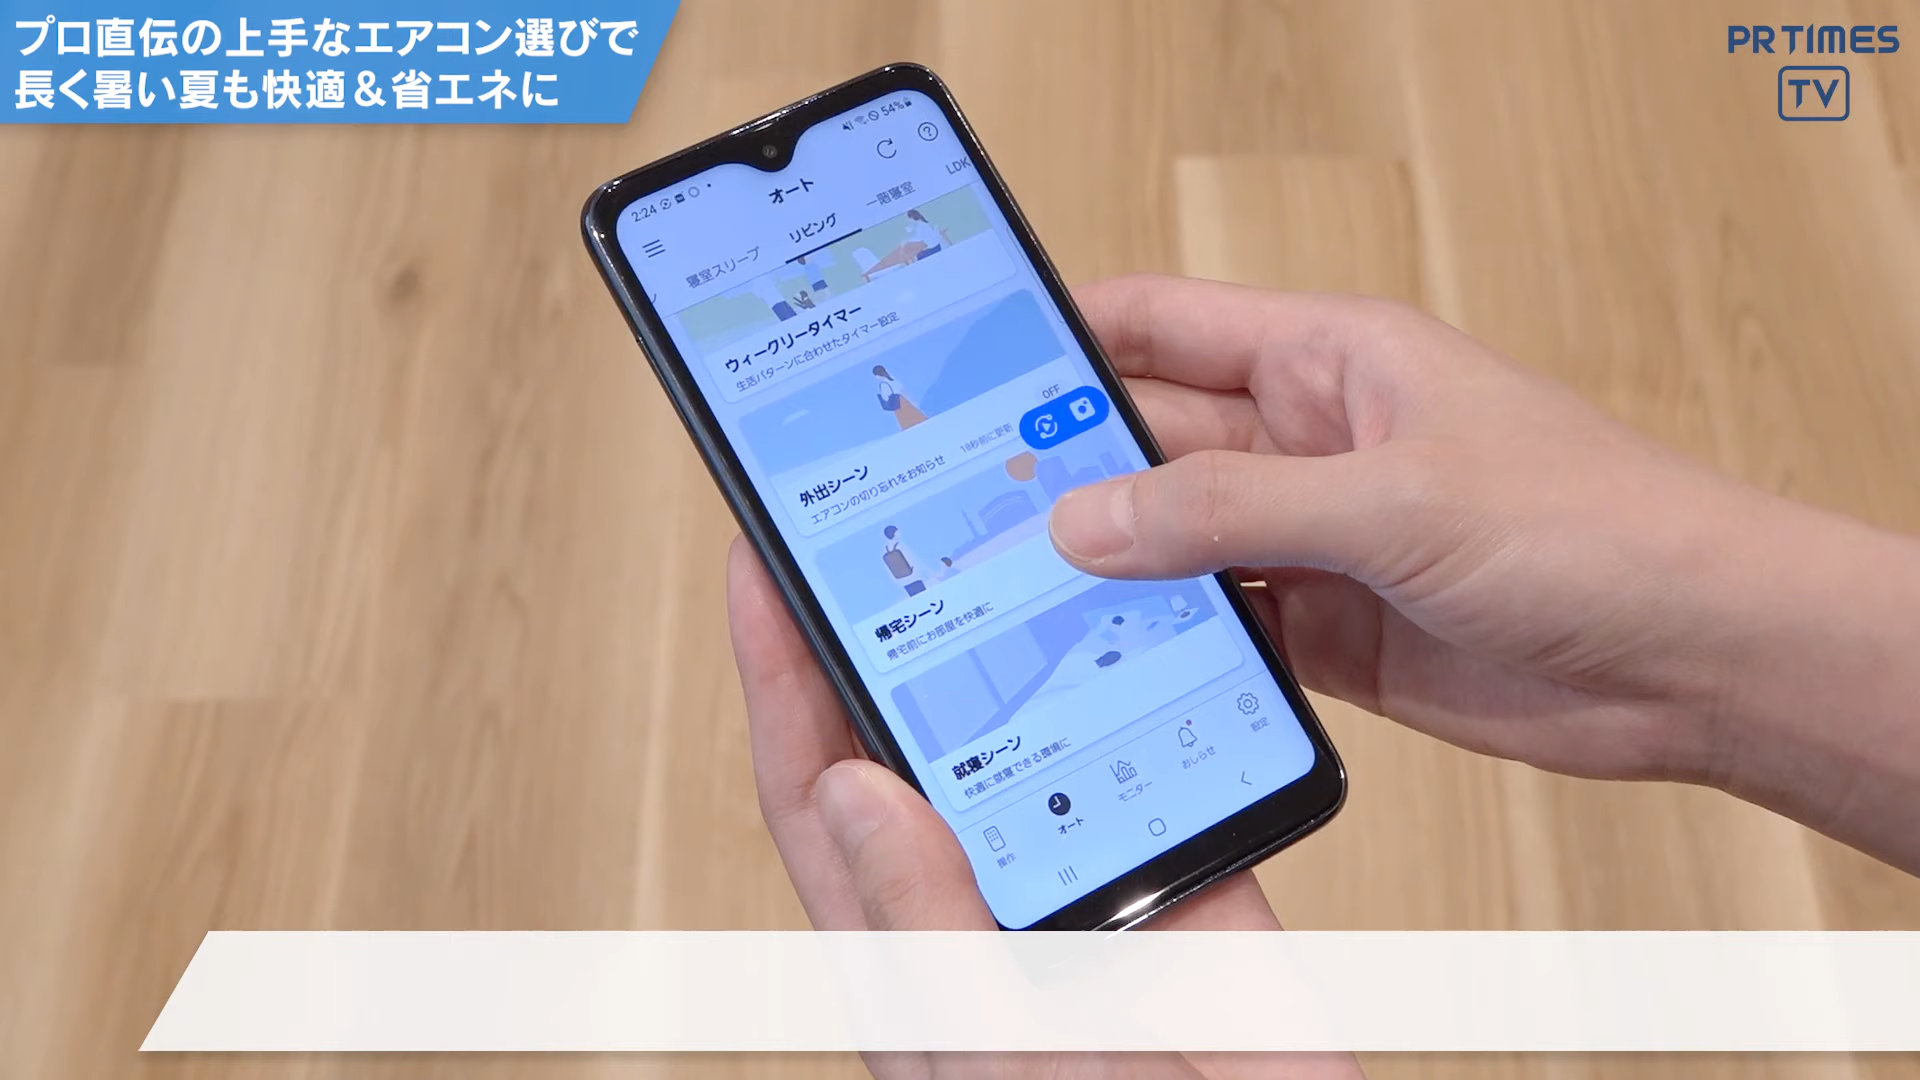 プロ直伝の上手なエアコン選びで
長く暑い夏も快適＆省エネに
PR TIMES
TV
2:24
54%
オート
寝室スリープ
リビング
一階寝室
LDK
ウィークリータイマー
生活パターンに合わせたタイマー設定
OFF
外出シーン
18秒前に更新
エアコンの切り忘れをお知らせ
帰宅シーン
帰宅前にお部屋を快適に
就寝シーン
快適に就寝できる環境に
操作
オート
モニター
おしらせ
設定